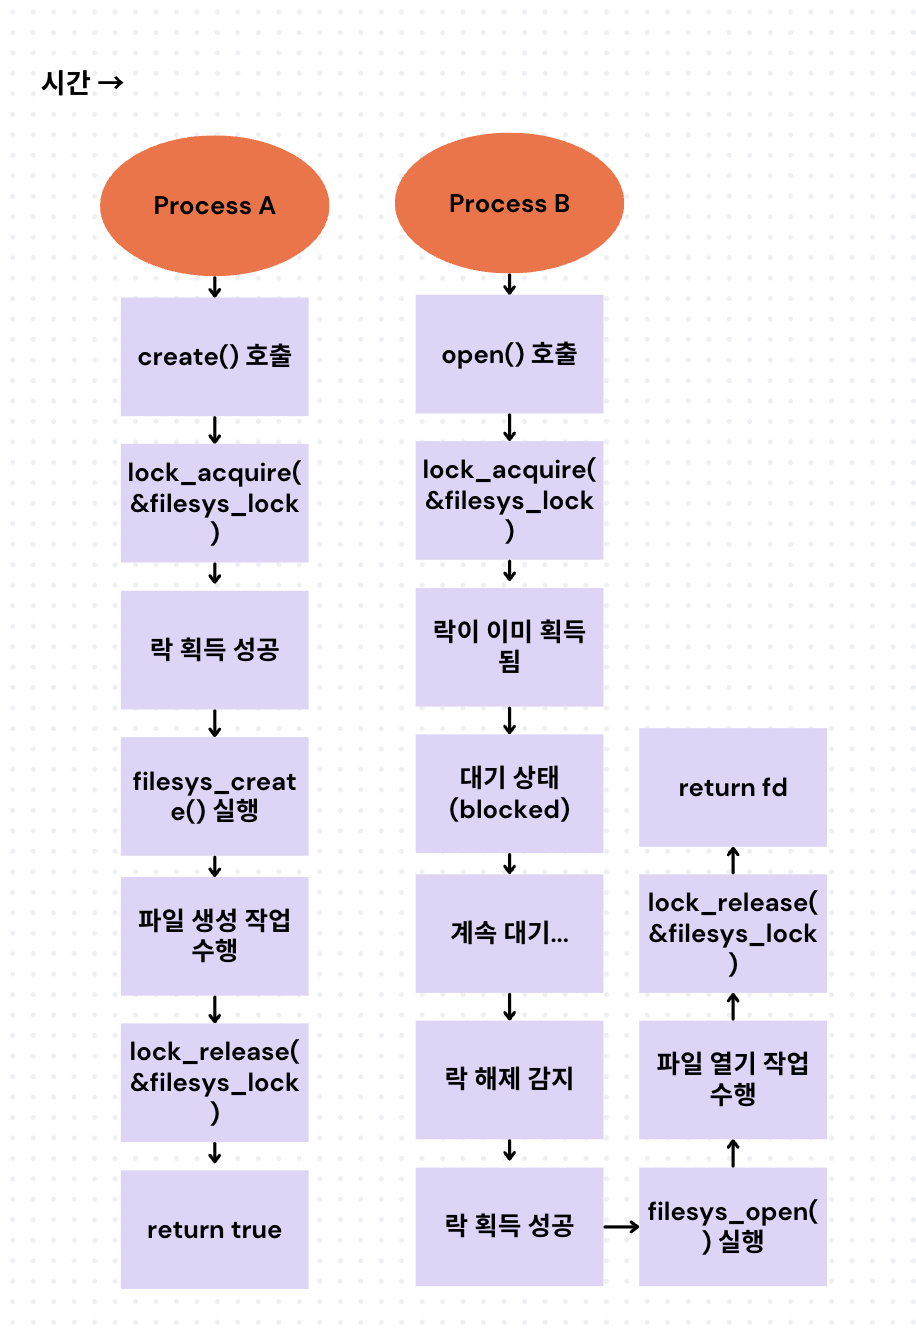 시간 →
Process A
create() 호출
lock_acquire(
&filesys_lock
)
락 획득 성공
filesys_creat
e() 실행
파일 생성 작업
수행
lock_release(
&filesys_lock
)
return true
Process B
open() 호출
lock_acquire(
&filesys_lock
)
락이 이미 획득
됨
대기 상태
(blocked)
계속 대기...
락 해제 감지
락 획득 성공
filesys_open(
) 실행
파일 열기 작업
수행
lock_release(
&filesys_lock
)
return fd